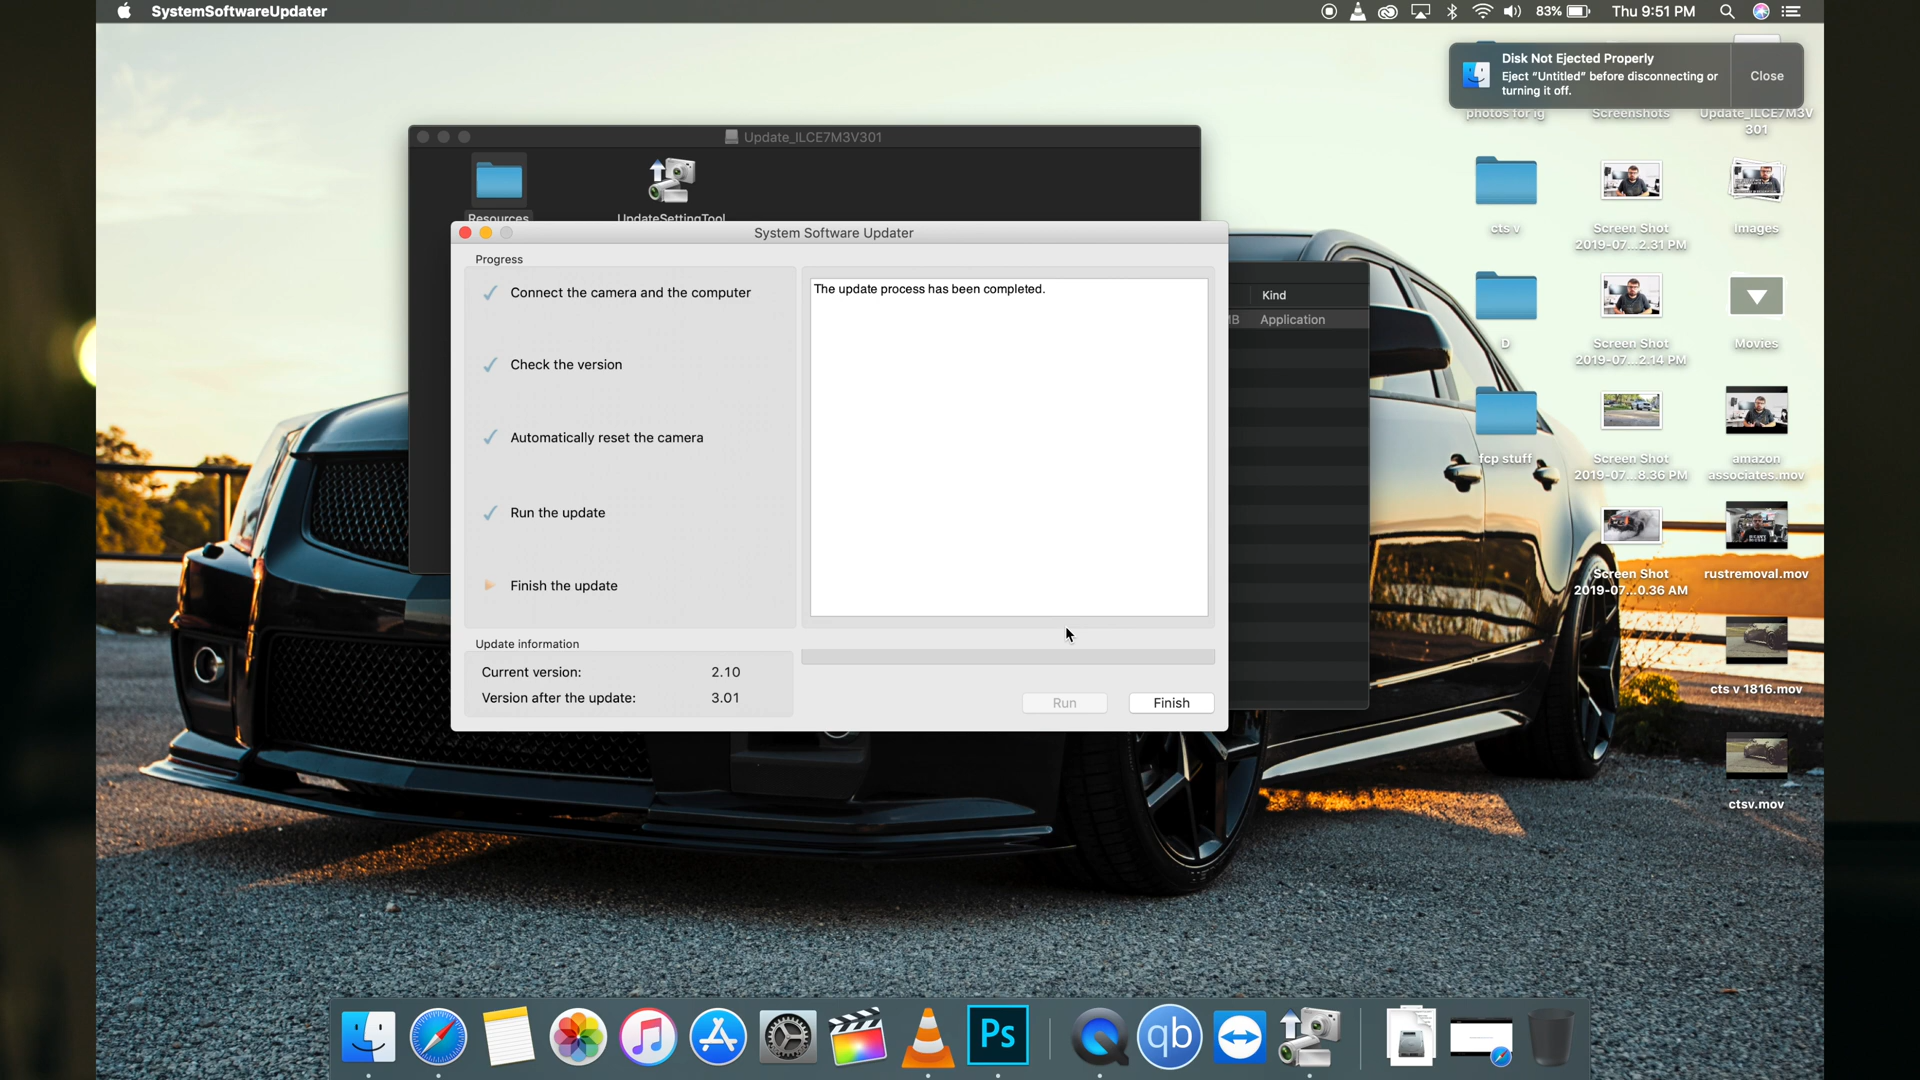 SystemSoftwareUpdater
83%
Thu 9:51 PM
Disk Not Ejected Properly
Eject "Untitled" before disconnecting or
turning it off.
Close
photos for ig
Screenshots
Update_ILCE7M3V
301
Update_ILCE7M3V301
Resources
UpdateSettingTool
System Software Updater
Progress
Connect the camera and the computer
Check the version
Automatically reset the camera
Run the update
Finish the update
The update process has been completed.
Update information
Current version: 2.10
Version after the update: 3.01
Run
Finish
Kind
MB Application
cts v
Screen Shot
2019-07...2.31 PM
Images
D
Screen Shot
2019-07...2.14 PM
Movies
fcp stuff
Screen Shot
2019-07...8.36 PM
amazon
associates.mov
Screen Shot
2019-07...0.36 AM
rustremoval.mov
cts v 1816.mov
ctsv.mov
Ps
qb